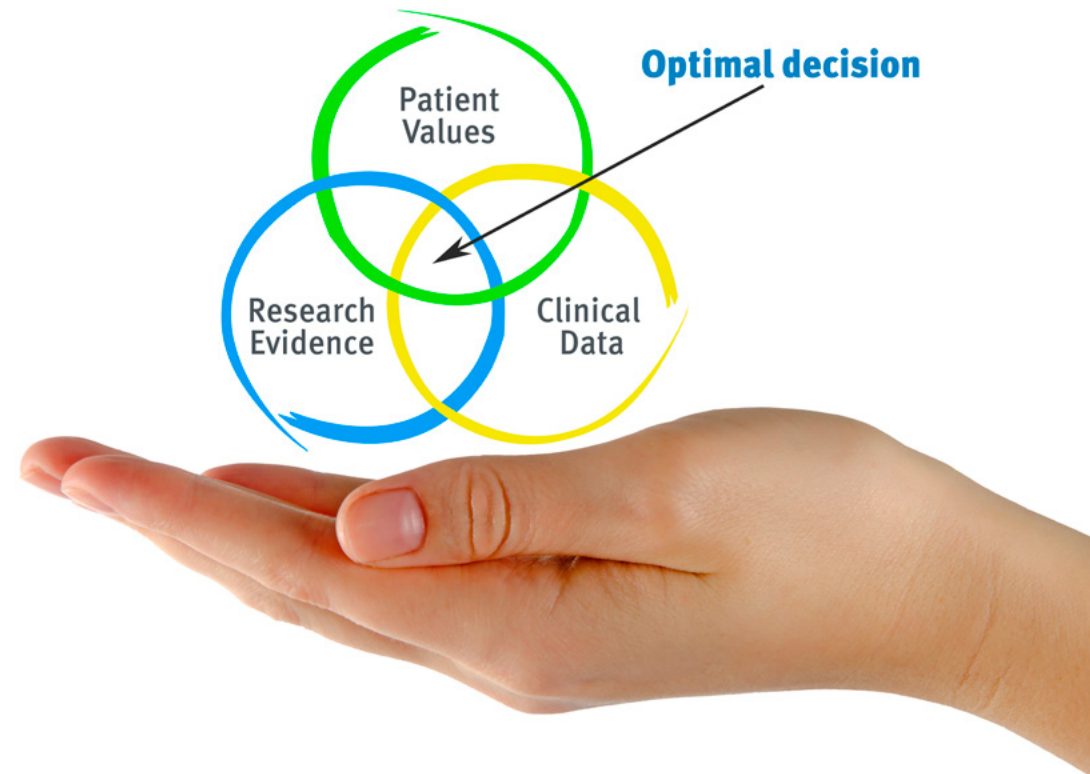 Optimal decision
Patient
Values
Research
Evidence
Clinical
Data